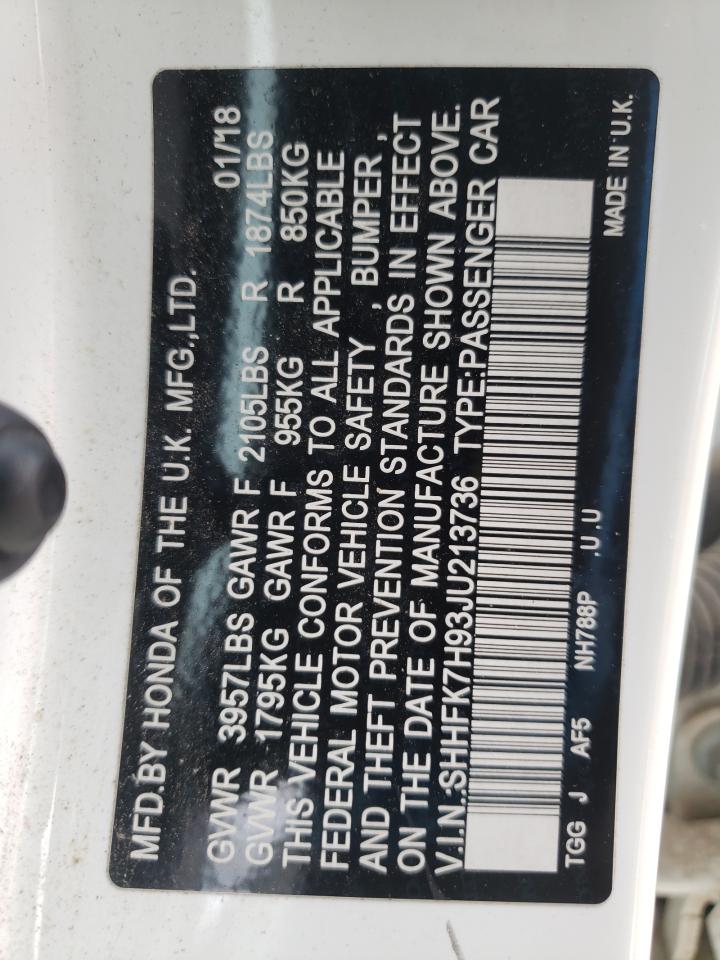 MFD.BY HONDA OF THE U.K. MFG.,LTD. 01/18
GVWR 3957LBS GAWR F 2105LBS R 1874LBS
GVWR 1795KG GAWR F 955KG R 850KG
THIS VEHICLE CONFORMS TO ALL APPLICABLE
FEDERAL MOTOR VEHICLE SAFETY , BUMPER ,
AND THEFT PREVENTION STANDARDS IN EFFECT
ON THE DATE OF MANUFACTURE SHOWN ABOVE.
V.I.N.:SHHFK7H93JU213736 TYPE:PASSENGER CAR
TGG J AF5 NH788P .U .U MADE IN U.K.